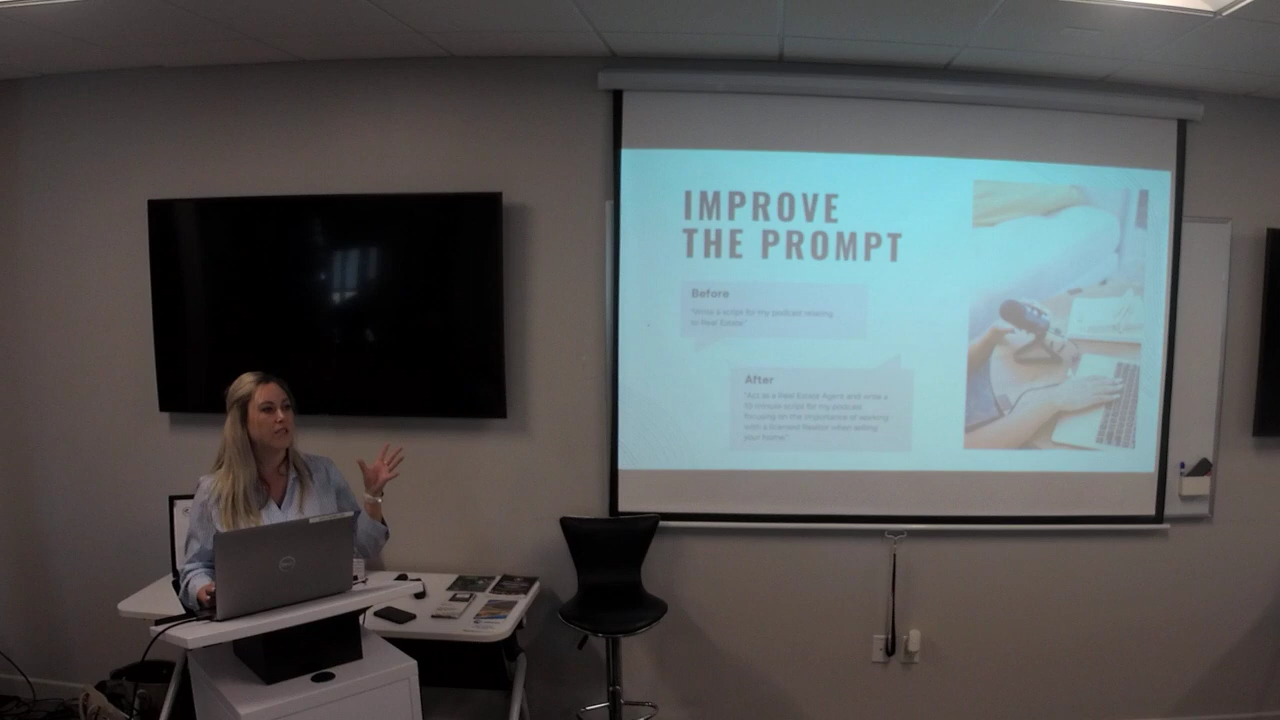 IMPROVE
THE PROMPT
Before
"Write a script for my podcast relating
to Real Estate."
After
"Act as a Real Estate Agent and write a
10 minute script for my podcast
focusing on the importance of working
with a licensed Realtor when selling
your home."
DELL